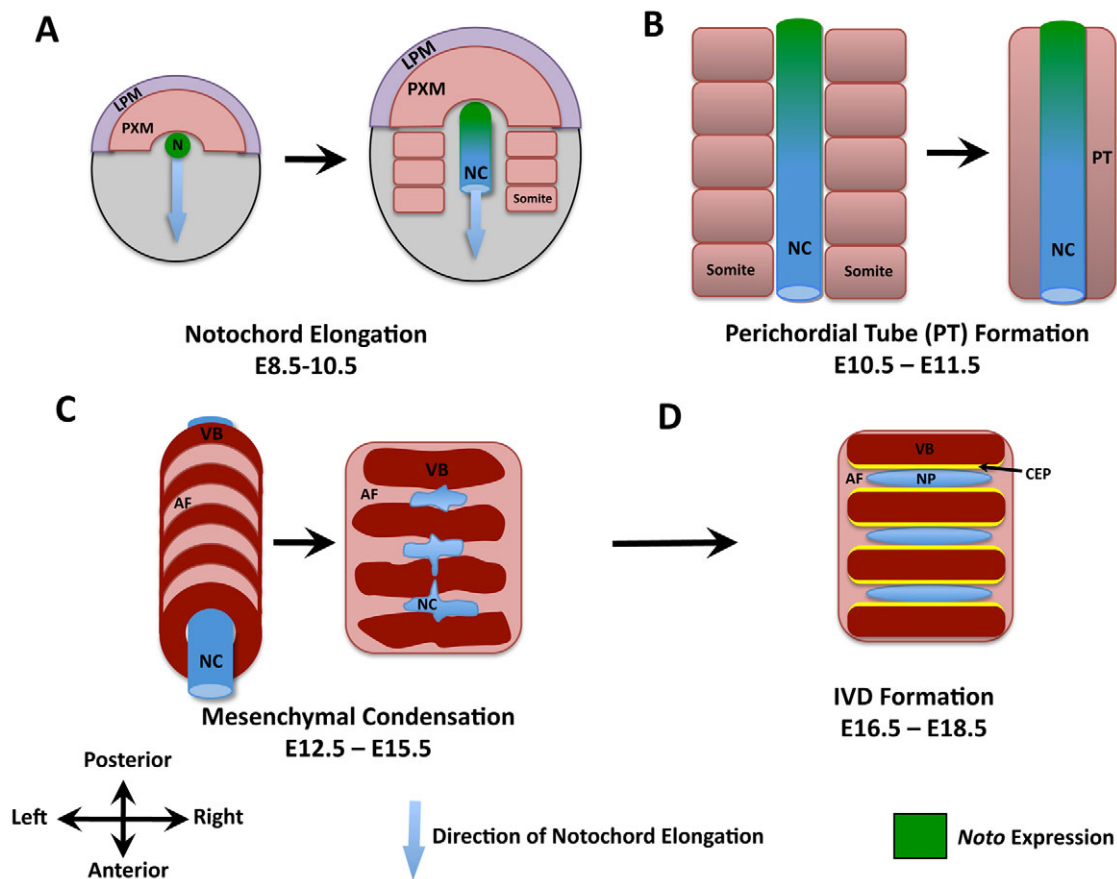 A
LPM
PXM
N
LPM
PXM
NC
Somite
Notochord Elongation
E8.5-10.5
B
NC
Somite
Somite
PT
NC
Perichordial Tube (PT) Formation
E10.5 – E11.5
C
VB
AF
NC
VB
AF
NC
Mesenchymal Condensation
E12.5 – E15.5
D
VB
AF
NP
CEP
IVD Formation
E16.5 – E18.5
Posterior
Left
Right
Anterior
Direction of Notochord Elongation
Noto Expression